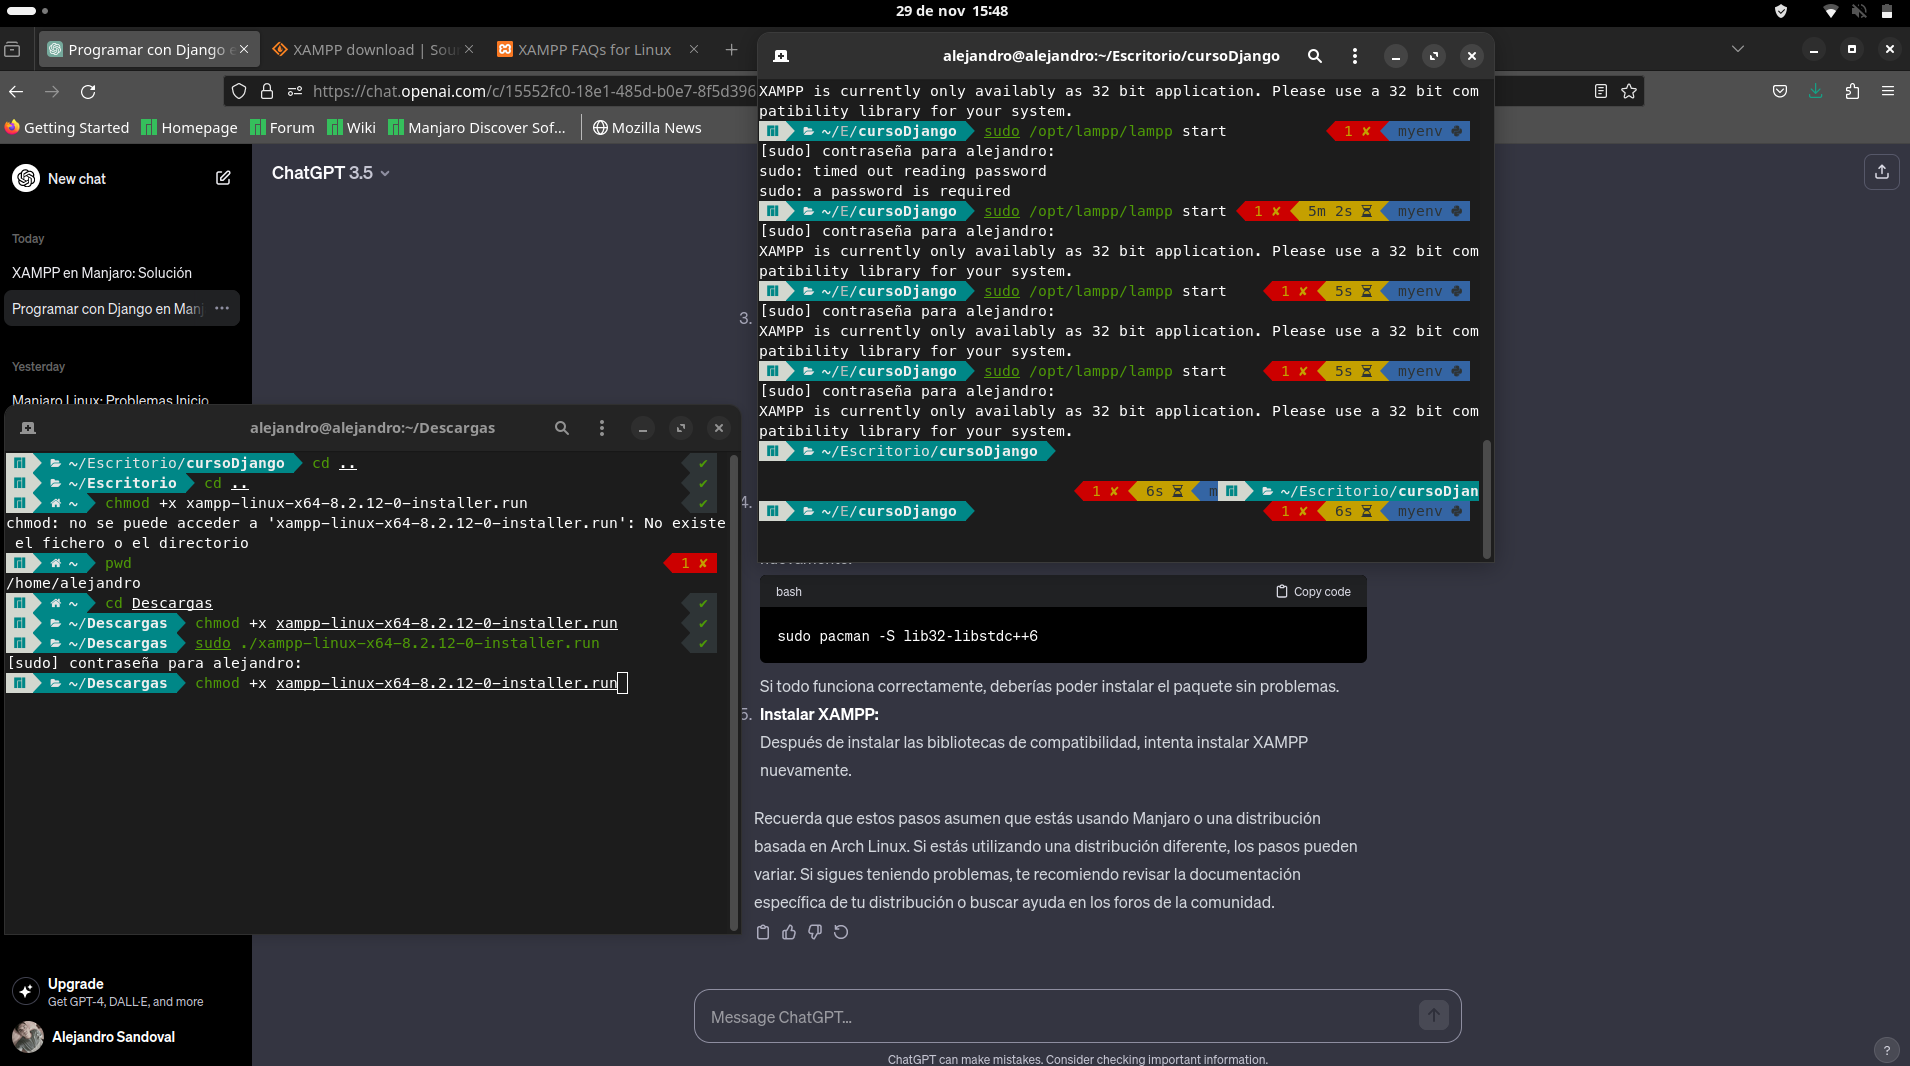 29 de nov  15:48
Programar con Django e
XAMPP download | Sour
XAMPP FAQs for Linux
https://chat.openai.com/c/15552fc0-18e1-485d-b0e7-8f5d396
Getting Started
Homepage
Forum
Wiki
Manjaro Discover Sof...
Mozilla News
New chat
ChatGPT 3.5
Today
XAMPP en Manjaro: Solución
Programar con Django en Manj
Yesterday
Manjaro Linux: Problemas Inicio
alejandro@alejandro:~/Escritorio/cursoDjango
XAMPP is currently only availably as 32 bit application. Please use a 32 bit com
patibility library for your system.
~/E/cursoDjango sudo /opt/lampp/lampp start 1 ✘ myenv
[sudo] contraseña para alejandro:
sudo: timed out reading password
sudo: a password is required
~/E/cursoDjango sudo /opt/lampp/lampp start 1 ✘ 5m 2s myenv
[sudo] contraseña para alejandro:
XAMPP is currently only availably as 32 bit application. Please use a 32 bit com
patibility library for your system.
~/E/cursoDjango sudo /opt/lampp/lampp start 1 ✘ 5s myenv
[sudo] contraseña para alejandro:
XAMPP is currently only availably as 32 bit application. Please use a 32 bit com
patibility library for your system.
~/E/cursoDjango sudo /opt/lampp/lampp start 1 ✘ 5s myenv
[sudo] contraseña para alejandro:
XAMPP is currently only availably as 32 bit application. Please use a 32 bit com
patibility library for your system.
~/Escritorio/cursoDjango
1 ✘ 6s m ~/Escritorio/cursoDjan
~/E/cursoDjango 1 ✘ 6s myenv
alejandro@alejandro:~/Descargas
~/Escritorio/cursoDjango cd .. ✔
~/Escritorio cd .. ✔
~ chmod +x xampp-linux-x64-8.2.12-0-installer.run ✔
chmod: no se puede acceder a 'xampp-linux-x64-8.2.12-0-installer.run': No existe
el fichero o el directorio
~ pwd 1 ✘
/home/alejandro
~ cd Descargas ✔
~/Descargas chmod +x xampp-linux-x64-8.2.12-0-installer.run ✔
~/Descargas sudo ./xampp-linux-x64-8.2.12-0-installer.run ✔
[sudo] contraseña para alejandro:
~/Descargas chmod +x xampp-linux-x64-8.2.12-0-installer.run
3.
4.
nuevamente.
bash
Copy code
sudo pacman -S lib32-libstdc++6
Si todo funciona correctamente, deberías poder instalar el paquete sin problemas.
5. Instalar XAMPP:
Después de instalar las bibliotecas de compatibilidad, intenta instalar XAMPP
nuevamente.
Recuerda que estos pasos asumen que estás usando Manjaro o una distribución
basada en Arch Linux. Si estás utilizando una distribución diferente, los pasos pueden
variar. Si sigues teniendo problemas, te recomiendo revisar la documentación
específica de tu distribución o buscar ayuda en los foros de la comunidad.
Upgrade
Get GPT-4, DALL·E, and more
Alejandro Sandoval
Message ChatGPT...
ChatGPT can make mistakes. Consider checking important information.
?